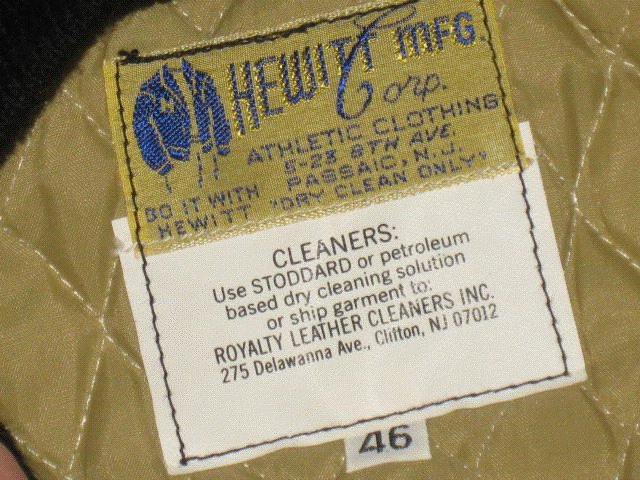 HEWITT MFG.
Corp.
ATHLETIC CLOTHING
5-23 8TH AVE.
PASSAIC, N.J.
DO IT WITH
HEWITT "DRY CLEAN ONLY"
CLEANERS:
Use STODDARD or petroleum
based dry cleaning solution
or ship garment to:
ROYALTY LEATHER CLEANERS INC.
275 Delawanna Ave., Clifton, NJ 07012
46